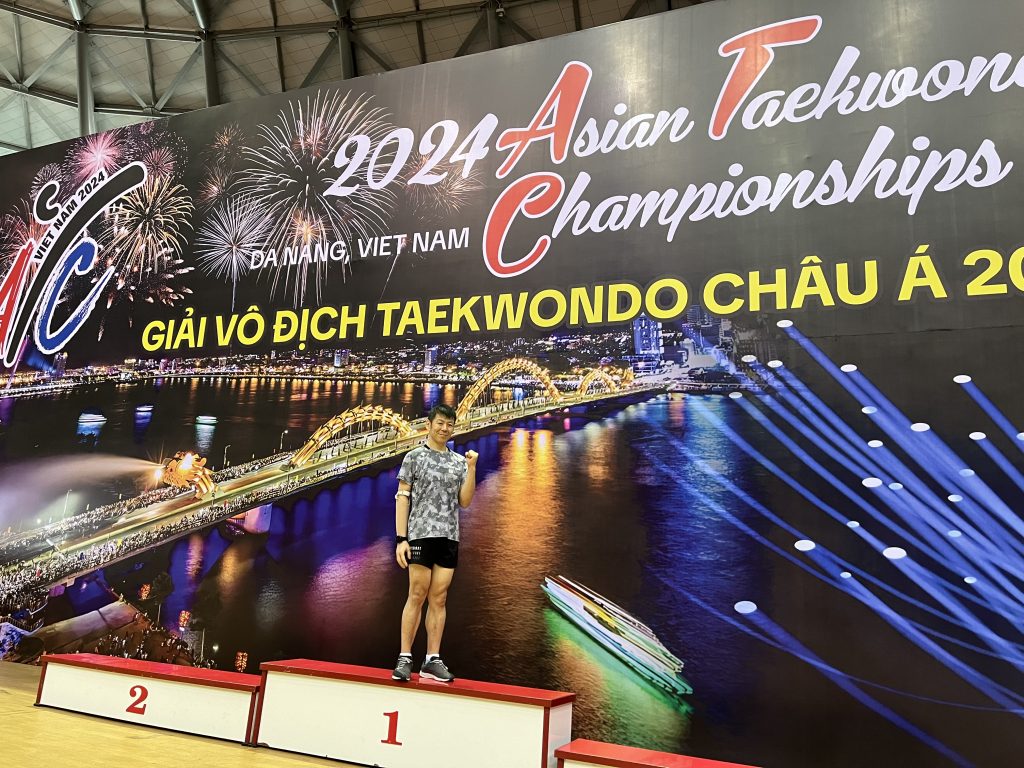 2024 Asian Taekwon
Championships
DA NANG, VIET NAM
GIẢI VÔ ĐỊCH TAEKWONDO CHÂU Á 20
VIET NAM 2024
ATC
2
1